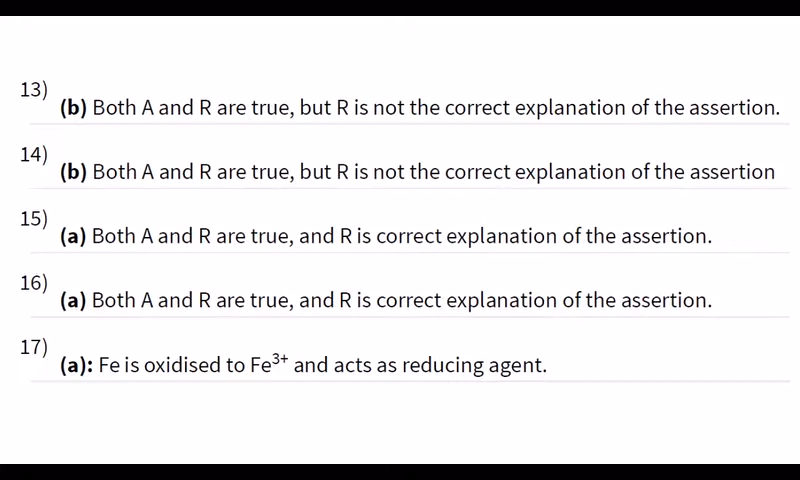 13)
(b) Both A and R are true, but R is not the correct explanation of the assertion.
14)
(b) Both A and R are true, but R is not the correct explanation of the assertion
15)
(a) Both A and R are true, and R is correct explanation of the assertion.
16)
(a) Both A and R are true, and R is correct explanation of the assertion.
17)
(a): Fe is oxidised to Fe³⁺ and acts as reducing agent.